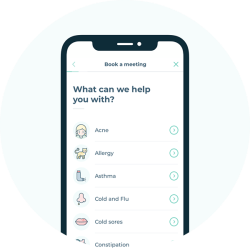 Book a meeting
What can we help
you with?
Acne
Allergy
Asthma
Cold and Flu
Cold sores
Constipation